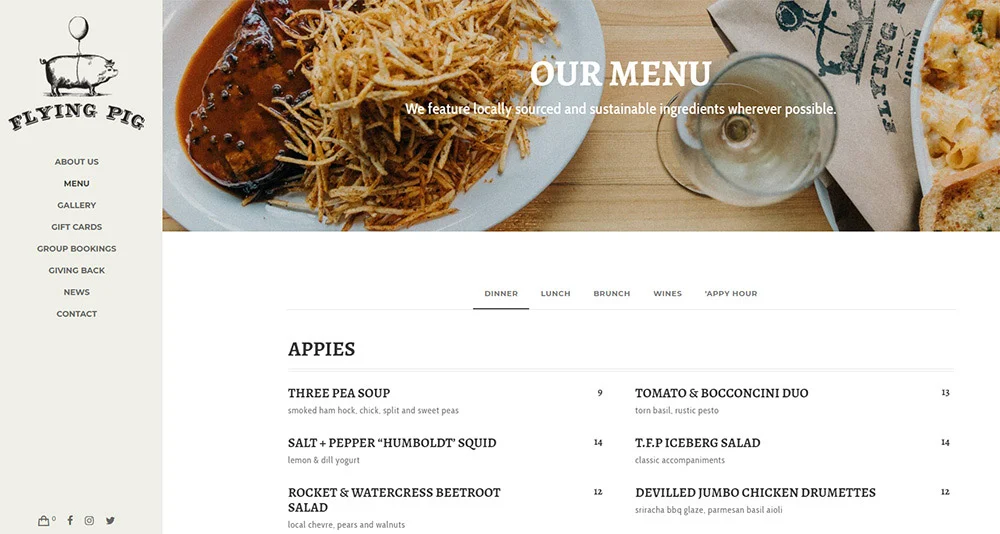 FLYING PIG
ABOUT US
MENU
GALLERY
GIFT CARDS
GROUP BOOKINGS
GIVING BACK
NEWS
CONTACT
0
OUR MENU
We feature locally sourced and sustainable ingredients wherever possible.
FLYING PIG
DINNER LUNCH BRUNCH WINES 'APPY HOUR
APPIES
THREE PEA SOUP 9
smoked ham hock, chick, split and sweet peas
TOMATO & BOCCONCINI DUO 13
torn basil, rustic pesto
SALT + PEPPER “HUMBOLDT' SQUID 14
lemon & dill yogurt
T.F.P ICEBERG SALAD 14
classic accompaniments
ROCKET & WATERCRESS BEETROOT 12
SALAD
local chevre, pears and walnuts
DEVILLED JUMBO CHICKEN DRUMETTES 12
sriracha bbq glaze, parmesan basil aioli